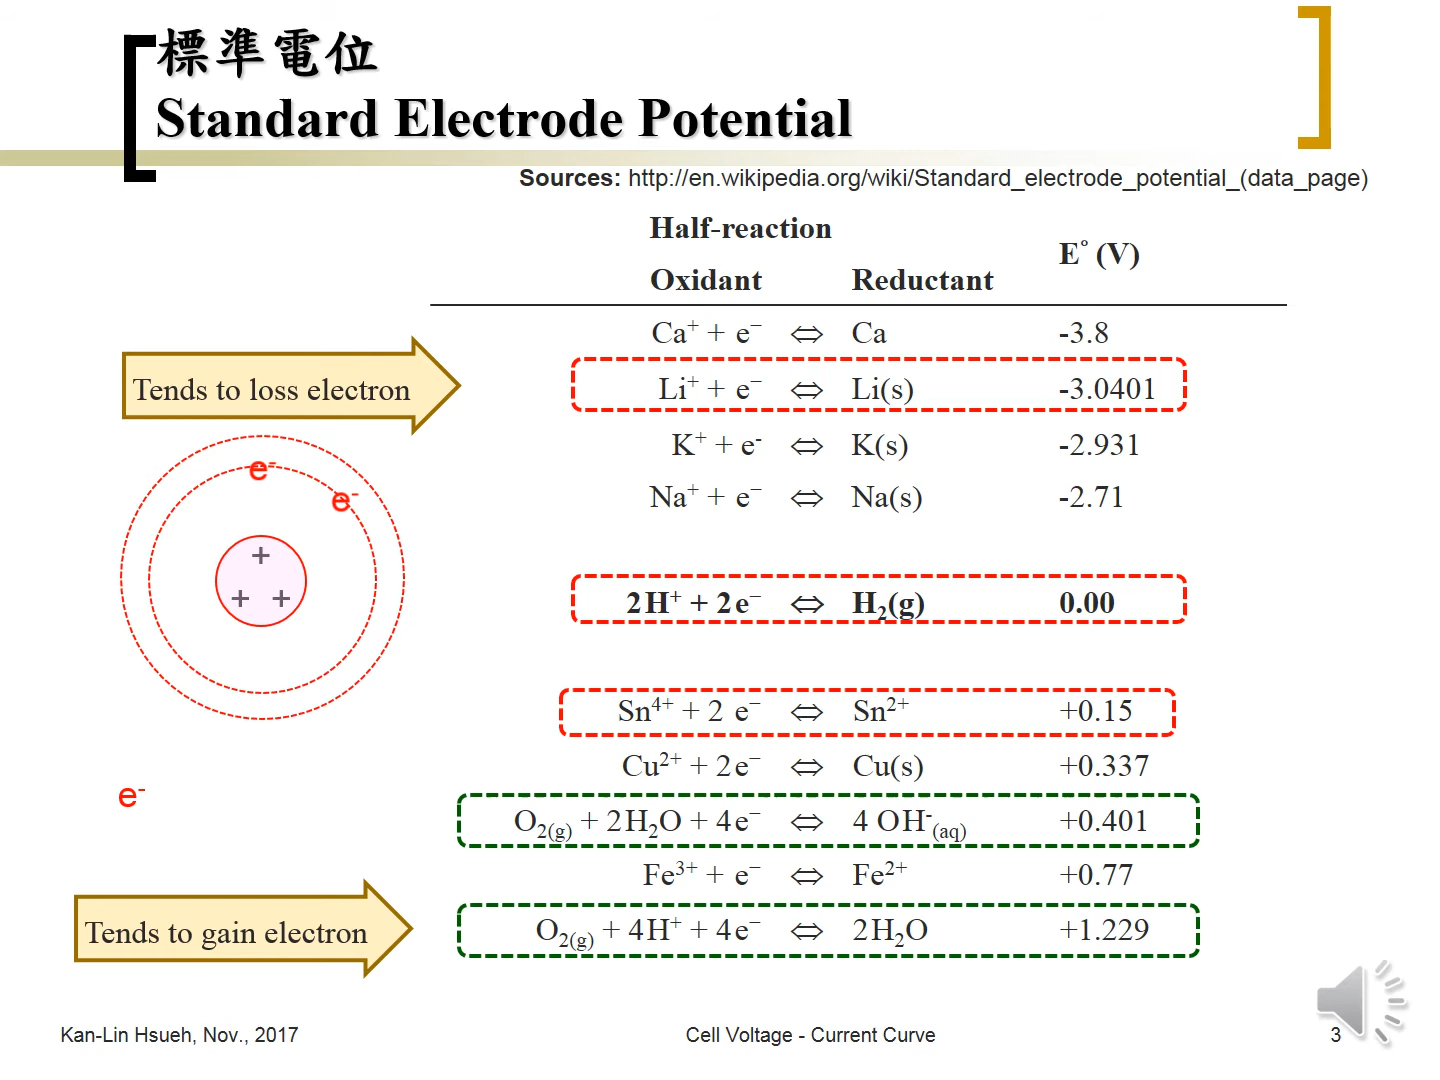 標準電位
Standard Electrode Potential
Sources: http://en.wikipedia.org/wiki/Standard_electrode_potential_(data_page)
Half-reaction
E° (V)
Oxidant Reductant
Ca⁺ + e⁻ ⇔ Ca -3.8
Tends to loss electron
Li⁺ + e⁻ ⇔ Li(s) -3.0401
K⁺ + e⁻ ⇔ K(s) -2.931
Na⁺ + e⁻ ⇔ Na(s) -2.71
e⁻
e⁻
+
+ +
2H⁺ + 2e⁻ ⇔ H₂(g) 0.00
Sn⁴⁺ + 2 e⁻ ⇔ Sn²⁺ +0.15
Cu²⁺ + 2e⁻ ⇔ Cu(s) +0.337
e⁻
O₂(g) + 2H₂O + 4e⁻ ⇔ 4 OH⁻(aq) +0.401
Fe³⁺ + e⁻ ⇔ Fe²⁺ +0.77
Tends to gain electron
O₂(g) + 4H⁺ + 4e⁻ ⇔ 2H₂O +1.229
Kan-Lin Hsueh, Nov., 2017 Cell Voltage - Current Curve 3